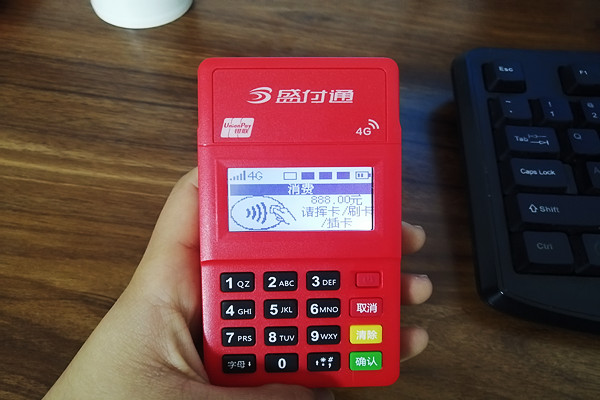 盛付通
UnionPay
银联
4G
4G
消费
888.00元
请挥卡/刷卡
/插卡
1 QZ 2 ABC 3 DEF
4 GHI 5 JKL 6 MNO 取消
7 PRS 8 TUV 9 WXY 清除
字母 0 .*# 确认
Esc F1
~ ! 1 @ 2
Tab Q
Caps Lock A
Shift
Ctrl